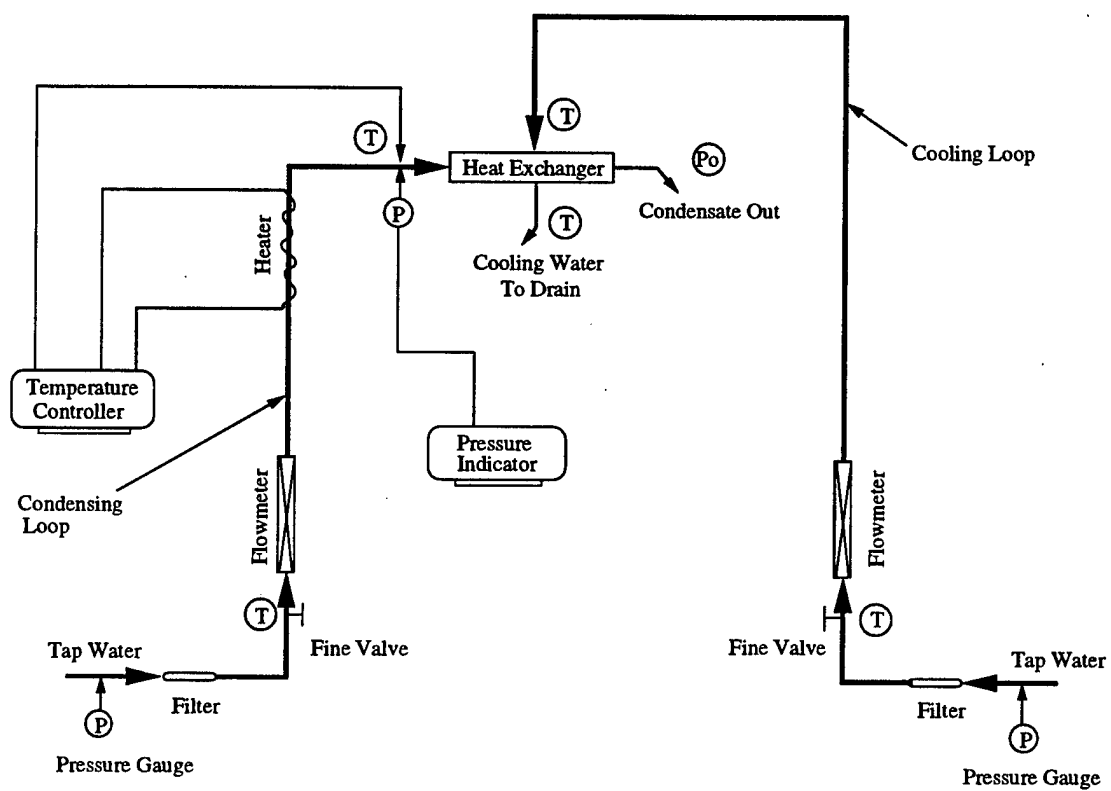 T
T
Po
Cooling Loop
Heat Exchanger
Condensate Out
P
T
Heater
Cooling Water
To Drain
Temperature
Controller
Pressure
Indicator
Condensing
Loop
Flowmeter
Flowmeter
T
T
Fine Valve
Fine Valve
Tap Water
Tap Water
Filter
Filter
P
P
Pressure Gauge
Pressure Gauge